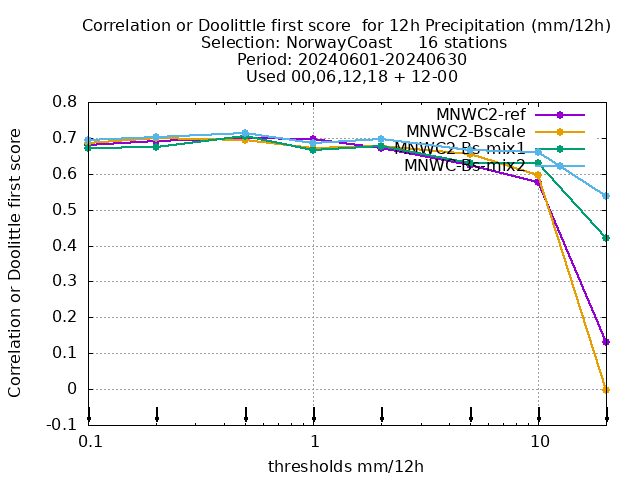 Correlation or Doolittle first score  for 12h Precipitation (mm/12h)
Selection: NorwayCoast     16 stations
Period: 20240601-20240630
Used 00,06,12,18 + 12-00
Correlation or Doolittle first score
0.8
0.7
0.6
0.5
0.4
0.3
0.2
0.1
0
-0.1
MNWC2-ref
MNWC2-Bscale
MNWC2-Bs-mix1
MNWC-Bs-mix2
0.1
1
10
thresholds mm/12h